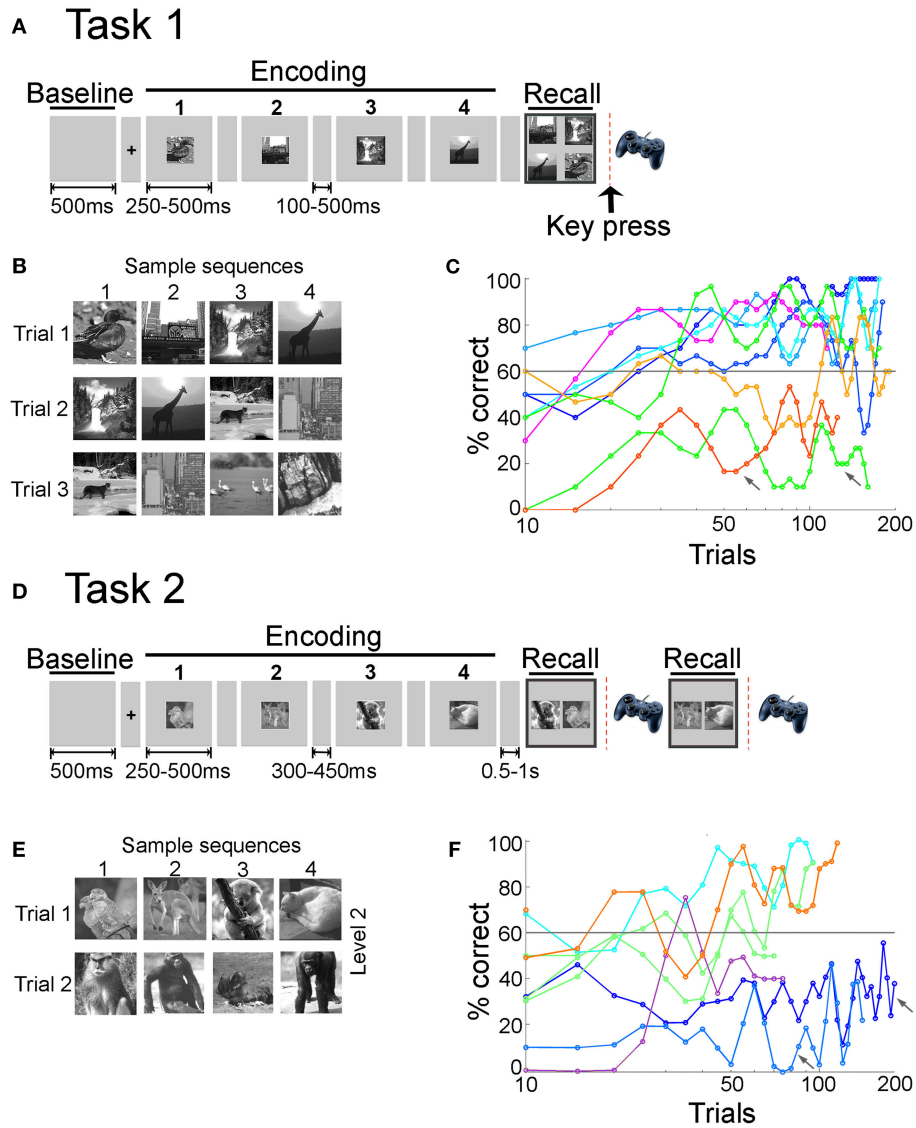 A Task 1
Encoding
Baseline
Recall
1 2 3 4
+
500ms 250-500ms 100-500ms
Key press
B
Sample sequences
1 2 3 4
Trial 1
Trial 2
Trial 3
C
100
80
60
40
20
0
% correct
10 50 100 200
Trials
D Task 2
Encoding
Baseline
Recall Recall
1 2 3 4
+
500ms 250-500ms 300-450ms 0.5-1s
E
Sample sequences
1 2 3 4
Trial 1
Trial 2
Level 2
F
100
80
60
40
20
0
% correct
10 50 100 200
Trials